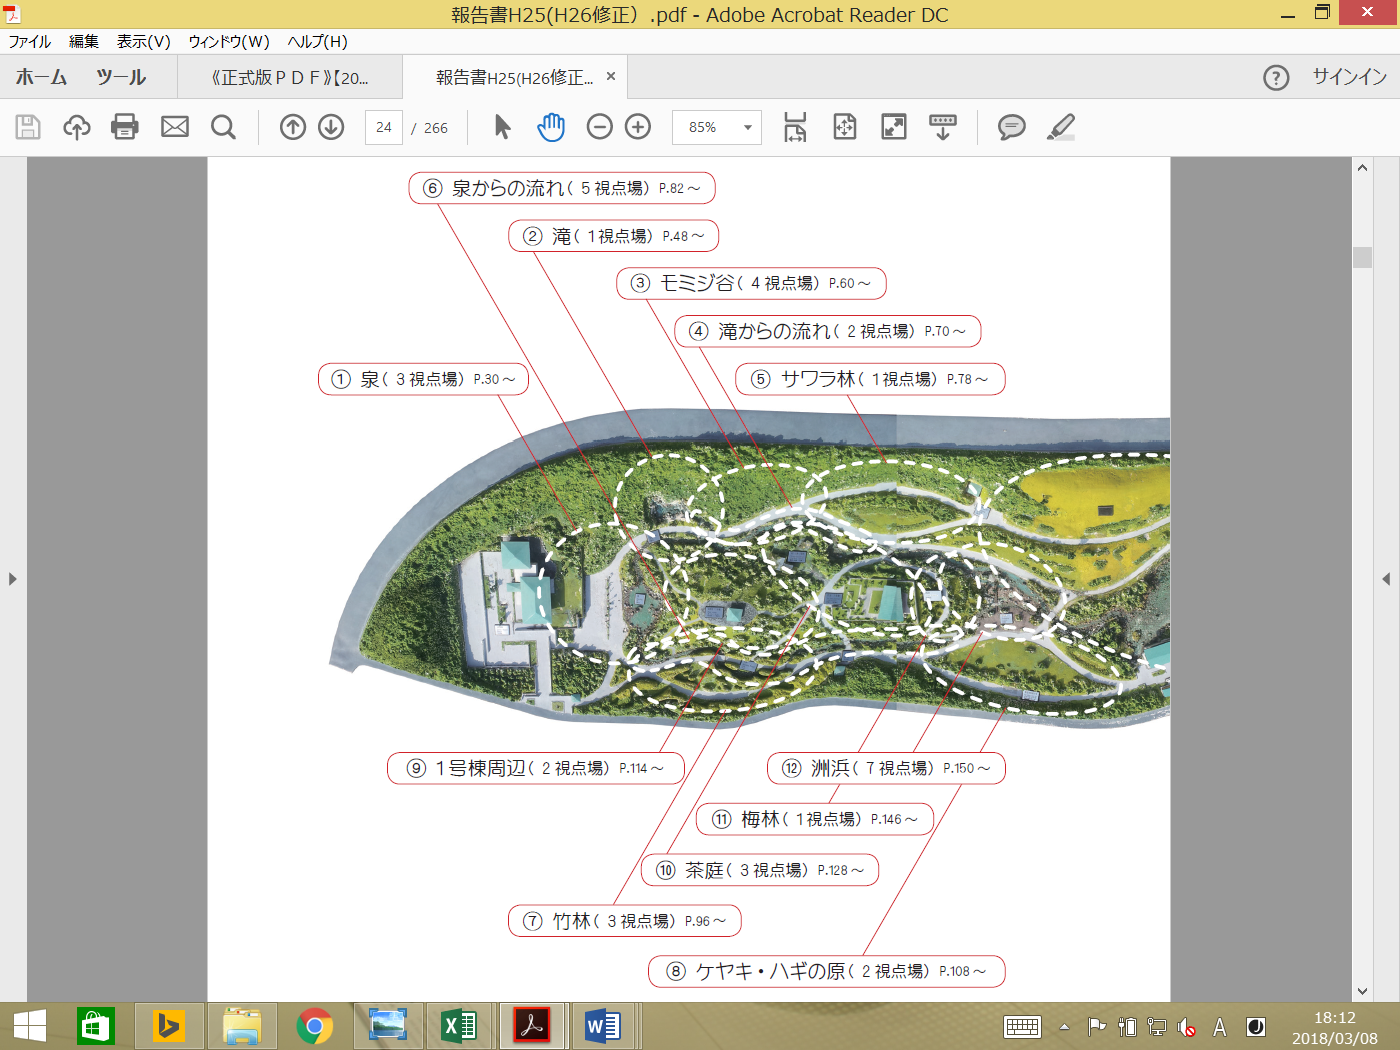 報告書H25(H26修正）.pdf - Adobe Acrobat Reader DC
ファイル 編集 表示(V) ウィンドウ(W) ヘルプ(H)
ホーム ツール 《正式版ＰＤＦ》【20... 報告書H25(H26修正... × サインイン
24 / 266 85%
⑥ 泉からの流れ（５視点場）P.82～
② 滝（１視点場）P.48～
③ モミジ谷（４視点場）P.60～
④ 滝からの流れ（２視点場）P.70～
① 泉（３視点場）P.30～
⑤ サワラ林（１視点場）P.78～
⑨ １号棟周辺（２視点場）P.114～
⑫ 洲浜（７視点場）P.150～
⑪ 梅林（１視点場）P.146～
⑩ 茶庭（３視点場）P.128～
⑦ 竹林（３視点場）P.96～
⑧ ケヤキ・ハギの原（２視点場）P.108～
A 18:12
2018/03/08